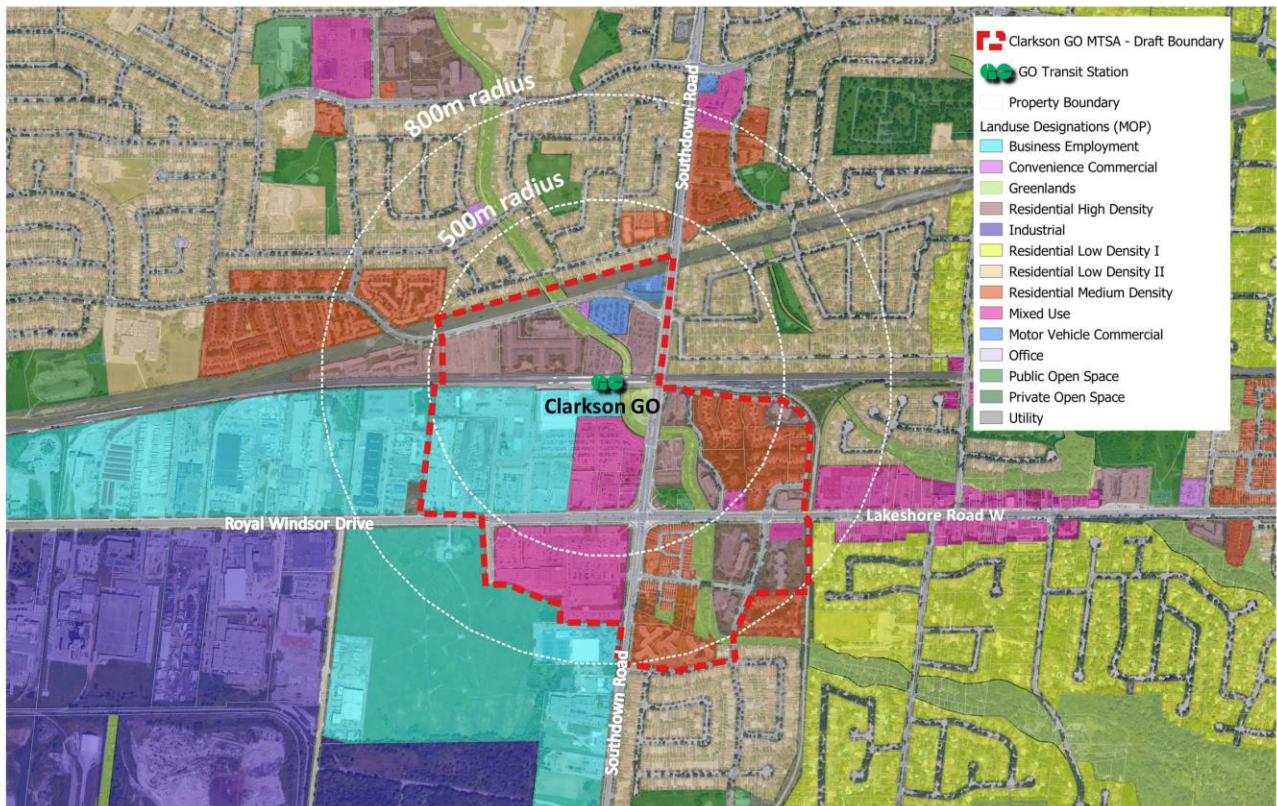 Clarkson GO MTSA - Draft Boundary
GO Transit Station
Property Boundary
Landuse Designations (MOP)
Business Employment
Convenience Commercial
Greenlands
Residential High Density
Industrial
Residential Low Density I
Residential Low Density II
Residential Medium Density
Mixed Use
Motor Vehicle Commercial
Office
Public Open Space
Private Open Space
Utility
800m radius
500m radius
Southdown Road
Clarkson GO
Royal Windsor Drive
Lakeshore Road W
Southdown Road